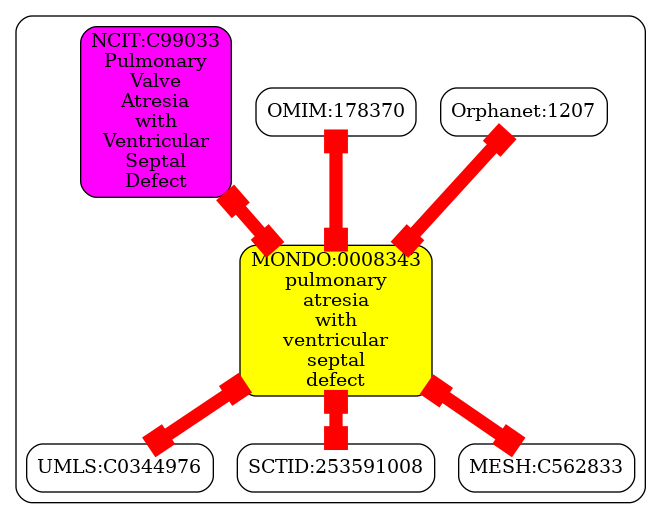 NCIT:C99033
Pulmonary
Valve
Atresia
with
Ventricular
Septal
Defect
OMIM:178370
Orphanet:1207
MONDO:0008343
pulmonary
atresia
with
ventricular
septal
defect
UMLS:C0344976
SCTID:253591008
MESH:C562833